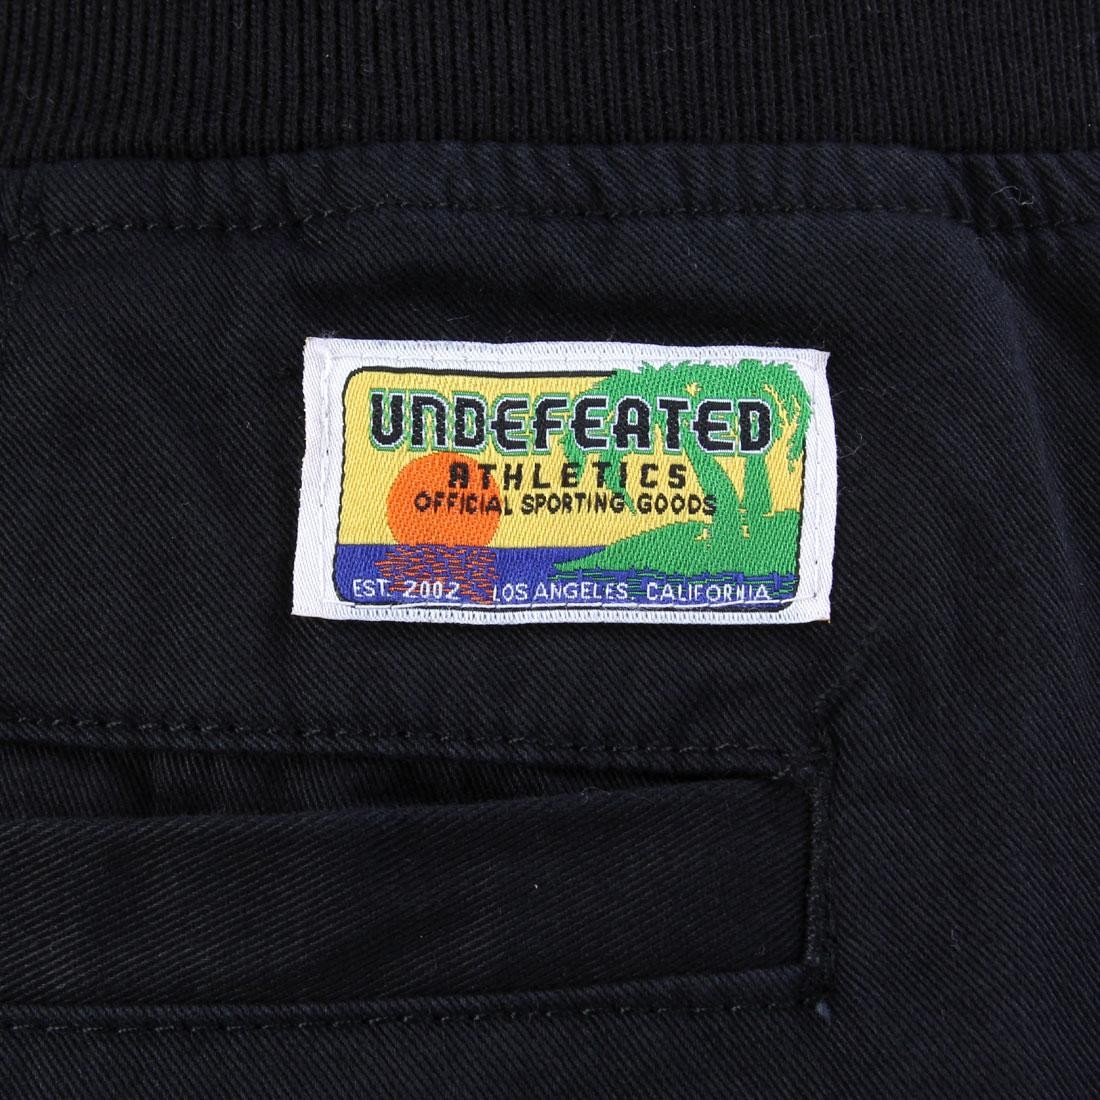 UNDEFEATED
ATHLETICS
OFFICIAL SPORTING GOODS
EST. 2002 LOS ANGELES, CALIFORNIA